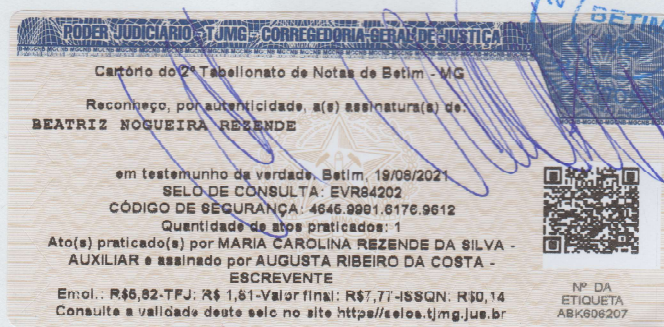 PODER JUDICIÁRIO - TJMG - CORREGEDORIA-GERAL DE JUSTIÇA
BETIM
Cartório do 2º Tabelionato de Notas de Betim - MG
Reconheço, por autenticidade, a(s) assinatura(s) de:
BEATRIZ NOGUEIRA REZENDE
em testemunho da verdade. Betim, 19/08/2021
SELO DE CONSULTA: EVR84202
CÓDIGO DE SEGURANÇA: 4646.9901.6176.9612
Quantidade de atos praticados: 1
Ato(s) praticado(s) por MARIA CAROLINA REZENDE DA SILVA -
AUXILIAR e assinado por AUGUSTA RIBEIRO DA COSTA -
ESCREVENTE
Emol.: R$5,82-TFJ: R$ 1,81-Valor final: R$7,77-ISSQN: R$0,14
Consulte a validade deste selo no site https//selos.tjmg.jus.br
Nº DA
ETIQUETA
ABK606207